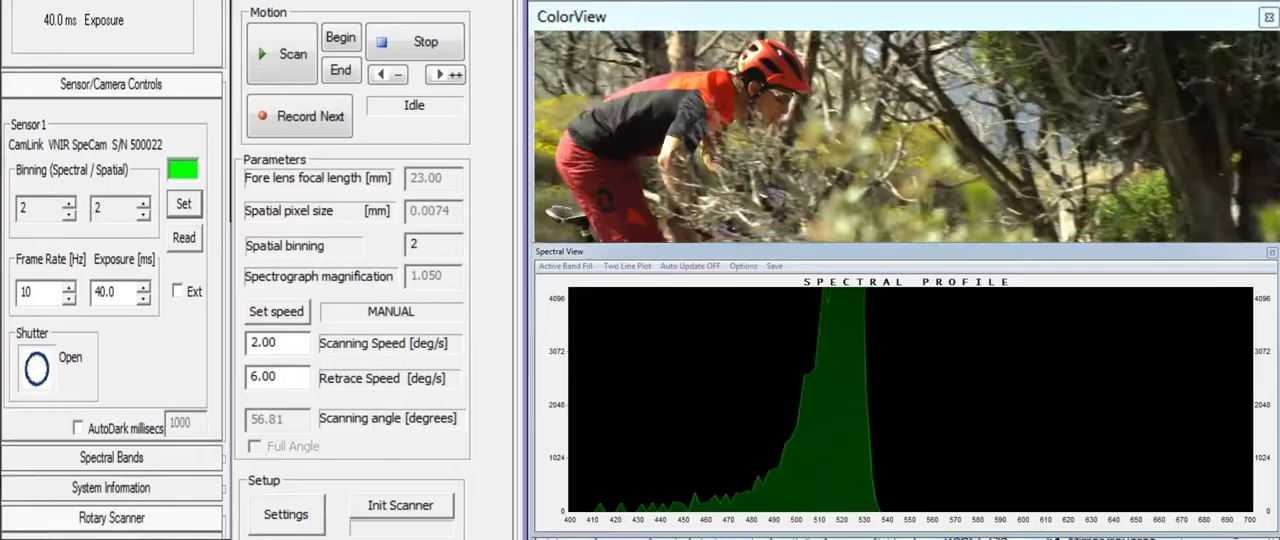 40.0 ms Exposure
Sensor/Camera Controls
Sensor1
CamLink VNIR SpeCam S/N 500022
Binning (Spectral / Spatial)
2 2
Set
Read
Frame Rate [Hz] Exposure [ms]
10 40.0 Ext
Shutter
Open
AutoDark millisecs 1000
Spectral Bands
System Information
Rotary Scanner
Motion
Scan Begin Stop
End − ++
Record Next Idle
Parameters
Fore lens focal length [mm] 23.00
Spatial pixel size [mm] 0.0074
Spatial binning 2
Spectrograph magnification 1.050
Set speed MANUAL
2.00 Scanning Speed [deg/s]
6.00 Retrace Speed [deg/s]
56.81 Scanning angle [degrees]
Full Angle
Setup
Settings Init Scanner
ColorView
Spectral View
Active Band Fill Two Line Plot Auto Update OFF Options Save
SPECTRAL PROFILE
4096 4096
3072 3072
2048 2048
1024 1024
0 0
400 410 420 430 440 450 460 470 480 490 500 510 520 530 540 550 560 570 580 590 600 610 620 630 640 650 660 670 680 690 700